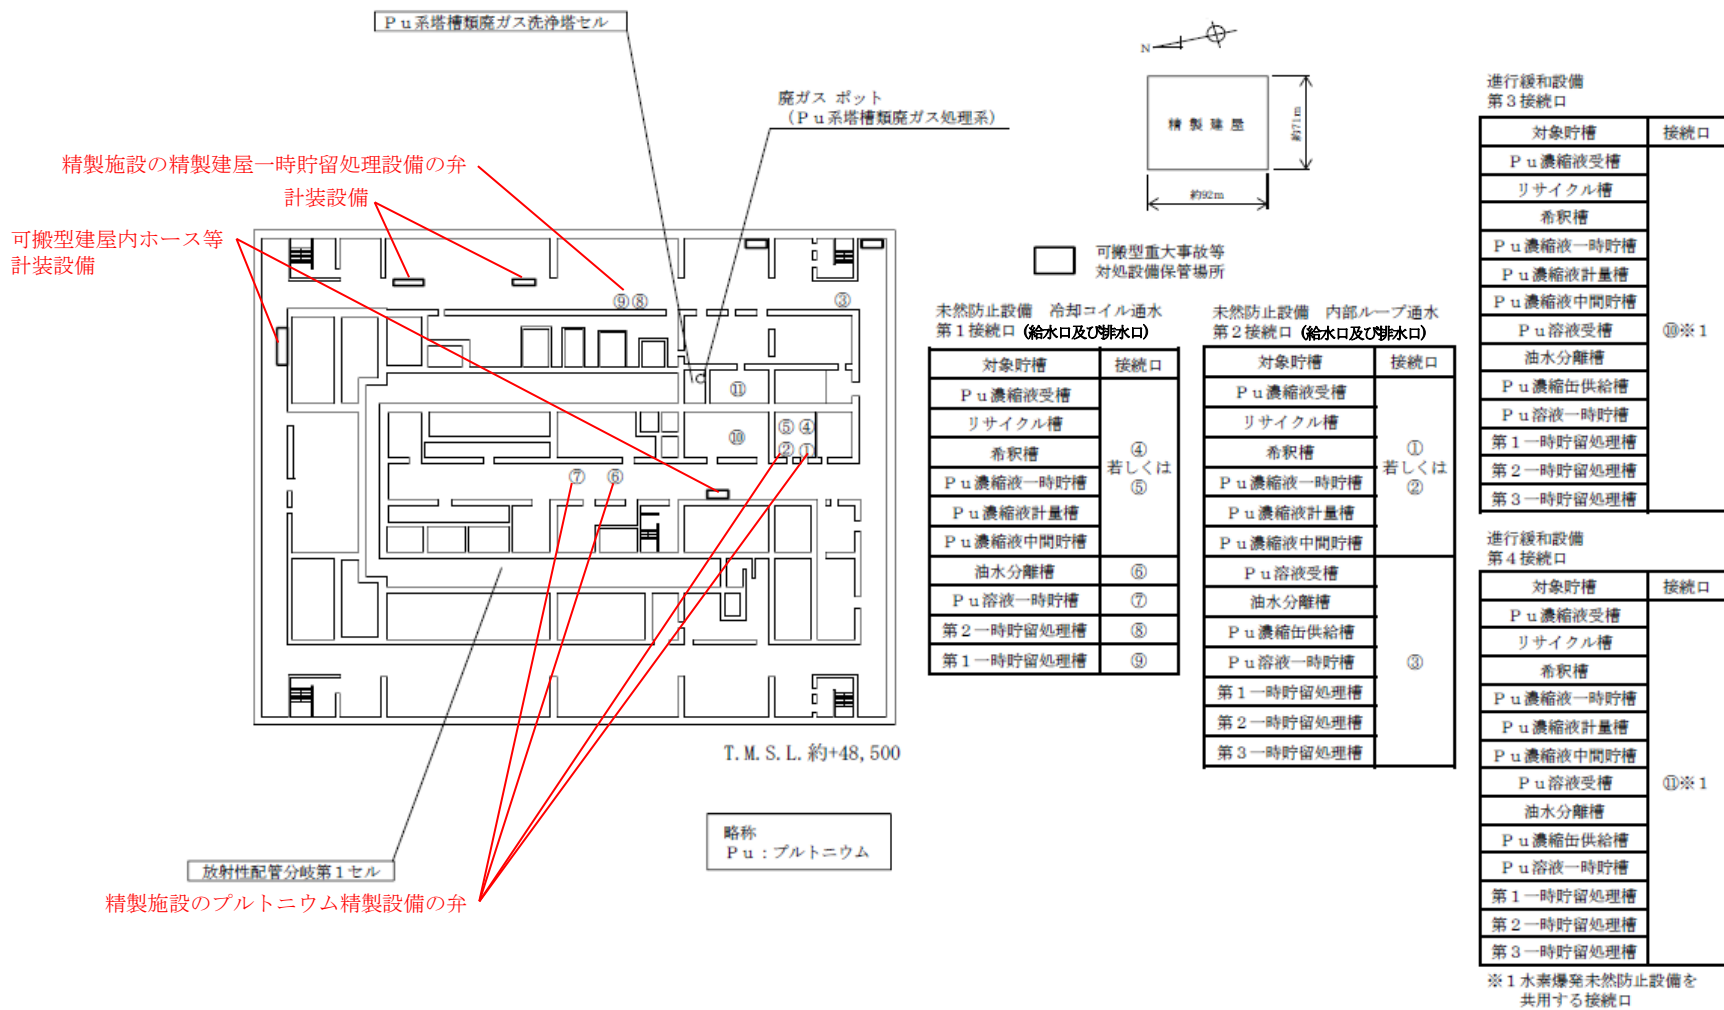 Ｐｕ系塔槽類廃ガス洗浄塔セル
廃ガス ポット
（Ｐｕ系塔槽類廃ガス処理系）
精製施設の精製建屋一時貯留処理設備の弁
計装設備
可搬型建屋内ホース等
計装設備
⑨⑧
③
⑪
⑤④
⑩
②①
⑦
⑥
T.M.S.L.約+48,500
略称
Ｐｕ：プルトニウム
放射性配管分岐第１セル
精製施設のプルトニウム精製設備の弁
N
精製建屋
約71m
約92m
可搬型重大事故等
対処設備保管場所
未然防止設備　冷却コイル通水
第１接続口 (給水口及び排水口)
対象貯槽　接続口
Ｐｕ濃縮液受槽
リサイクル槽
希釈槽
Ｐｕ濃縮液一時貯槽
Ｐｕ濃縮液計量槽
Ｐｕ濃縮液中間貯槽
④
若しくは
⑤
油水分離槽　⑥
Ｐｕ溶液一時貯槽　⑦
第２一時貯留処理槽　⑧
第１一時貯留処理槽　⑨
未然防止設備　内部ループ通水
第２接続口 (給水口及び排水口)
対象貯槽　接続口
Ｐｕ濃縮液受槽
リサイクル槽
希釈槽
Ｐｕ濃縮液一時貯槽
Ｐｕ濃縮液計量槽
Ｐｕ濃縮液中間貯槽
①
若しくは
②
Ｐｕ溶液受槽
油水分離槽
Ｐｕ濃縮缶供給槽
Ｐｕ溶液一時貯槽
第１一時貯留処理槽
第２一時貯留処理槽
第３一時貯留処理槽
③
進行緩和設備
第３接続口
対象貯槽　接続口
Ｐｕ濃縮液受槽
リサイクル槽
希釈槽
Ｐｕ濃縮液一時貯槽
Ｐｕ濃縮液計量槽
Ｐｕ濃縮液中間貯槽
Ｐｕ溶液受槽
油水分離槽
Ｐｕ濃縮缶供給槽
Ｐｕ溶液一時貯槽
第１一時貯留処理槽
第２一時貯留処理槽
第３一時貯留処理槽
⑩※１
進行緩和設備
第４接続口
対象貯槽　接続口
Ｐｕ濃縮液受槽
リサイクル槽
希釈槽
Ｐｕ濃縮液一時貯槽
Ｐｕ濃縮液計量槽
Ｐｕ濃縮液中間貯槽
Ｐｕ溶液受槽
油水分離槽
Ｐｕ濃縮缶供給槽
Ｐｕ溶液一時貯槽
第１一時貯留処理槽
第２一時貯留処理槽
第３一時貯留処理槽
⑪※１
※１水素爆発未然防止設備を
共用する接続口